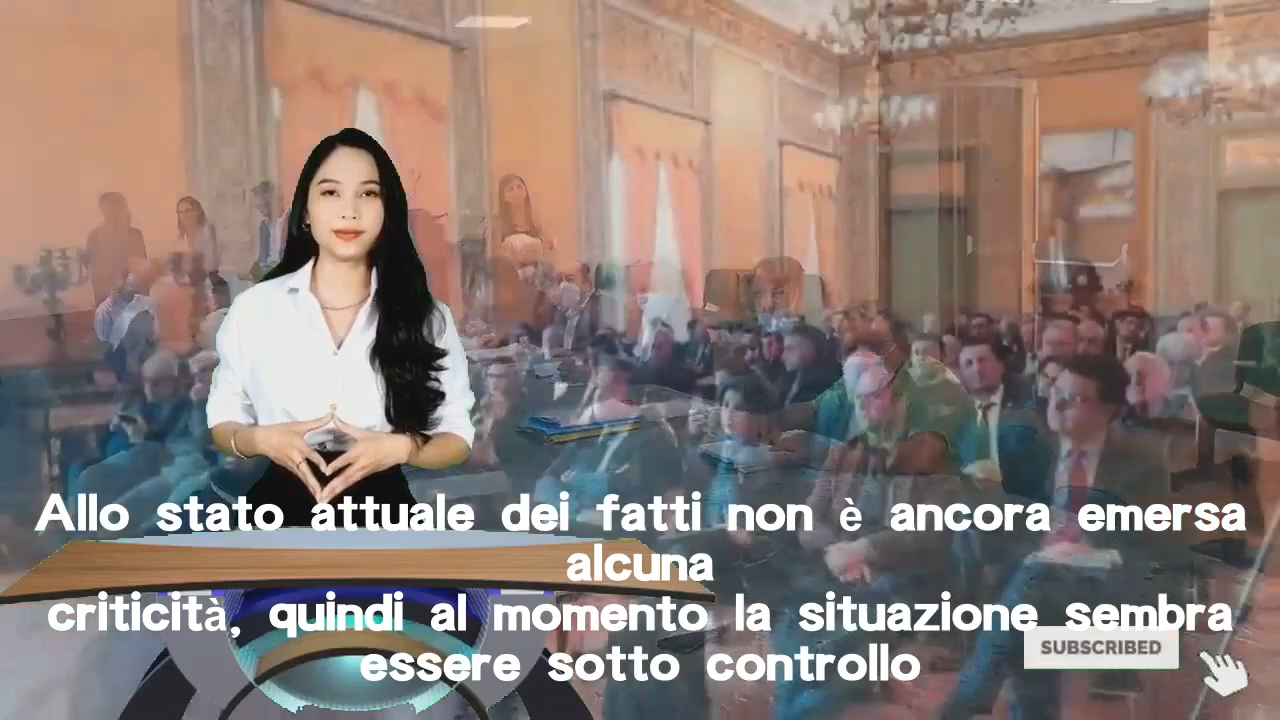 Allo stato attuale dei fatti non è ancora emersa
alcuna
criticità, quindi al momento la situazione sembra
essere sotto controllo
SUBSCRIBED